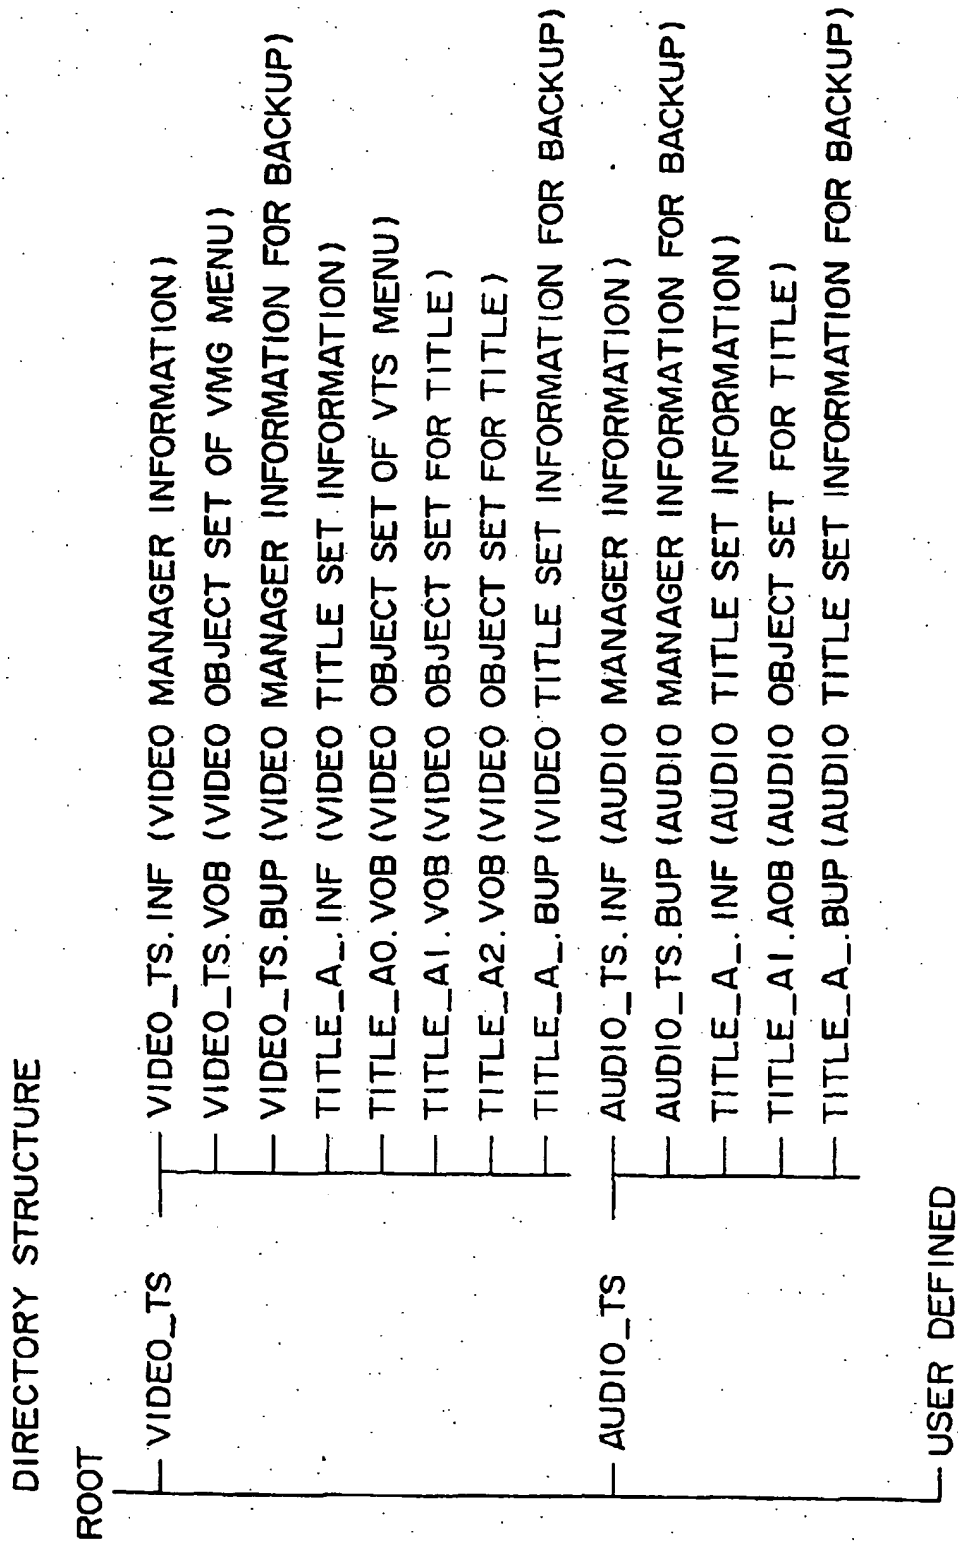 DIRECTORY STRUCTURE
ROOT
VIDEO_TS
VIDEO_TS.INF (VIDEO MANAGER INFORMATION)
VIDEO_TS.VOB (VIDEO OBJECT SET OF VMG MENU)
VIDEO_TS.BUP (VIDEO MANAGER INFORMATION FOR BACKUP)
TITLE_A_.INF (VIDEO TITLE SET INFORMATION)
TITLE_A0.VOB (VIDEO OBJECT SET OF VTS MENU)
TITLE_A1.VOB (VIDEO OBJECT SET FOR TITLE)
TITLE_A2.VOB (VIDEO OBJECT SET FOR TITLE)
TITLE_A_.BUP (VIDEO TITLE SET INFORMATION FOR BACKUP)
AUDIO_TS
AUDIO_TS.INF (AUDIO MANAGER INFORMATION)
AUDIO_TS.BUP (AUDIO MANAGER INFORMATION FOR BACKUP)
TITLE_A_.INF (AUDIO TITLE SET INFORMATION)
TITLE_A1.AOB (AUDIO OBJECT SET FOR TITLE)
TITLE_A_.BUP (AUDIO TITLE SET INFORMATION FOR BACKUP)
USER DEFINED